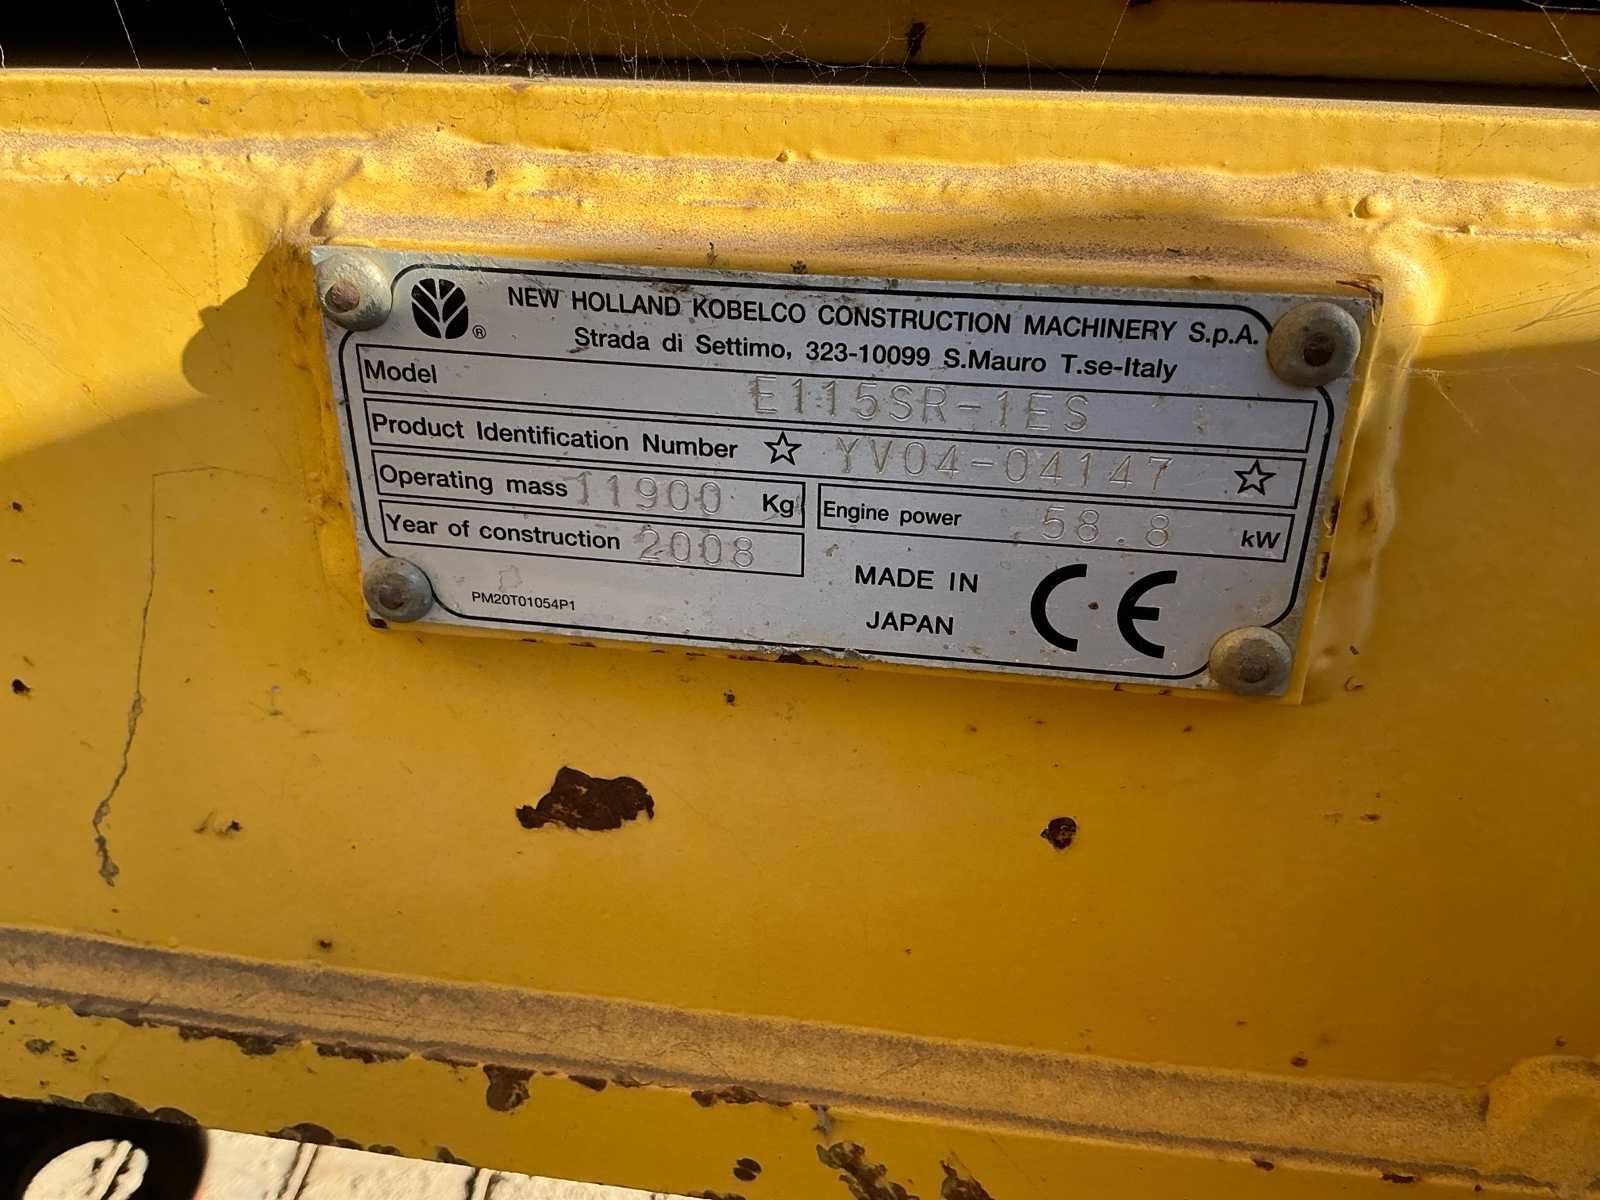 NEW HOLLAND KOBELCO CONSTRUCTION MACHINERY S.p.A.
Strada di Settimo, 323-10099 S.Mauro T.se-Italy
®
Model E115SR-1ES
Product Identification Number ☆ YV04-04147 ☆
Operating mass 11900 Kg
Engine power 58.8 kW
Year of construction 2008
MADE IN
JAPAN
CE
PM20T01054P1